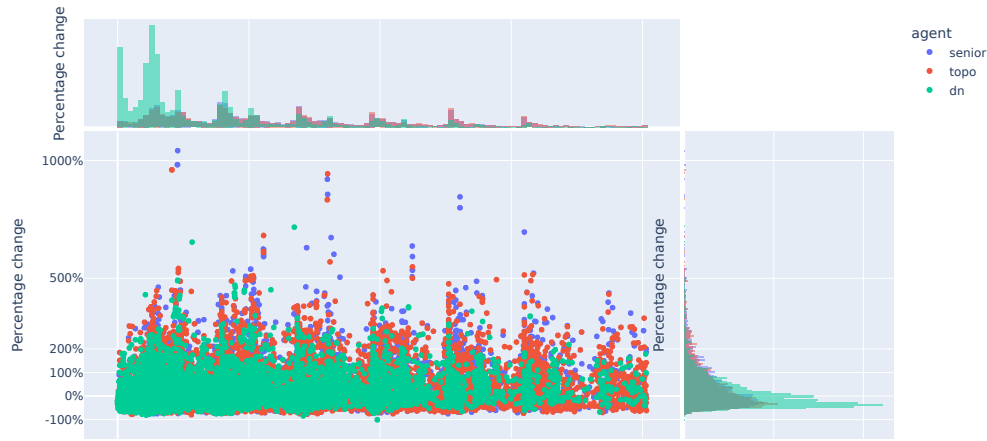 Percentage change
agent
senior
topo
dn
Percentage change
1000%
500%
200%
100%
0%
-100%
Percentage change